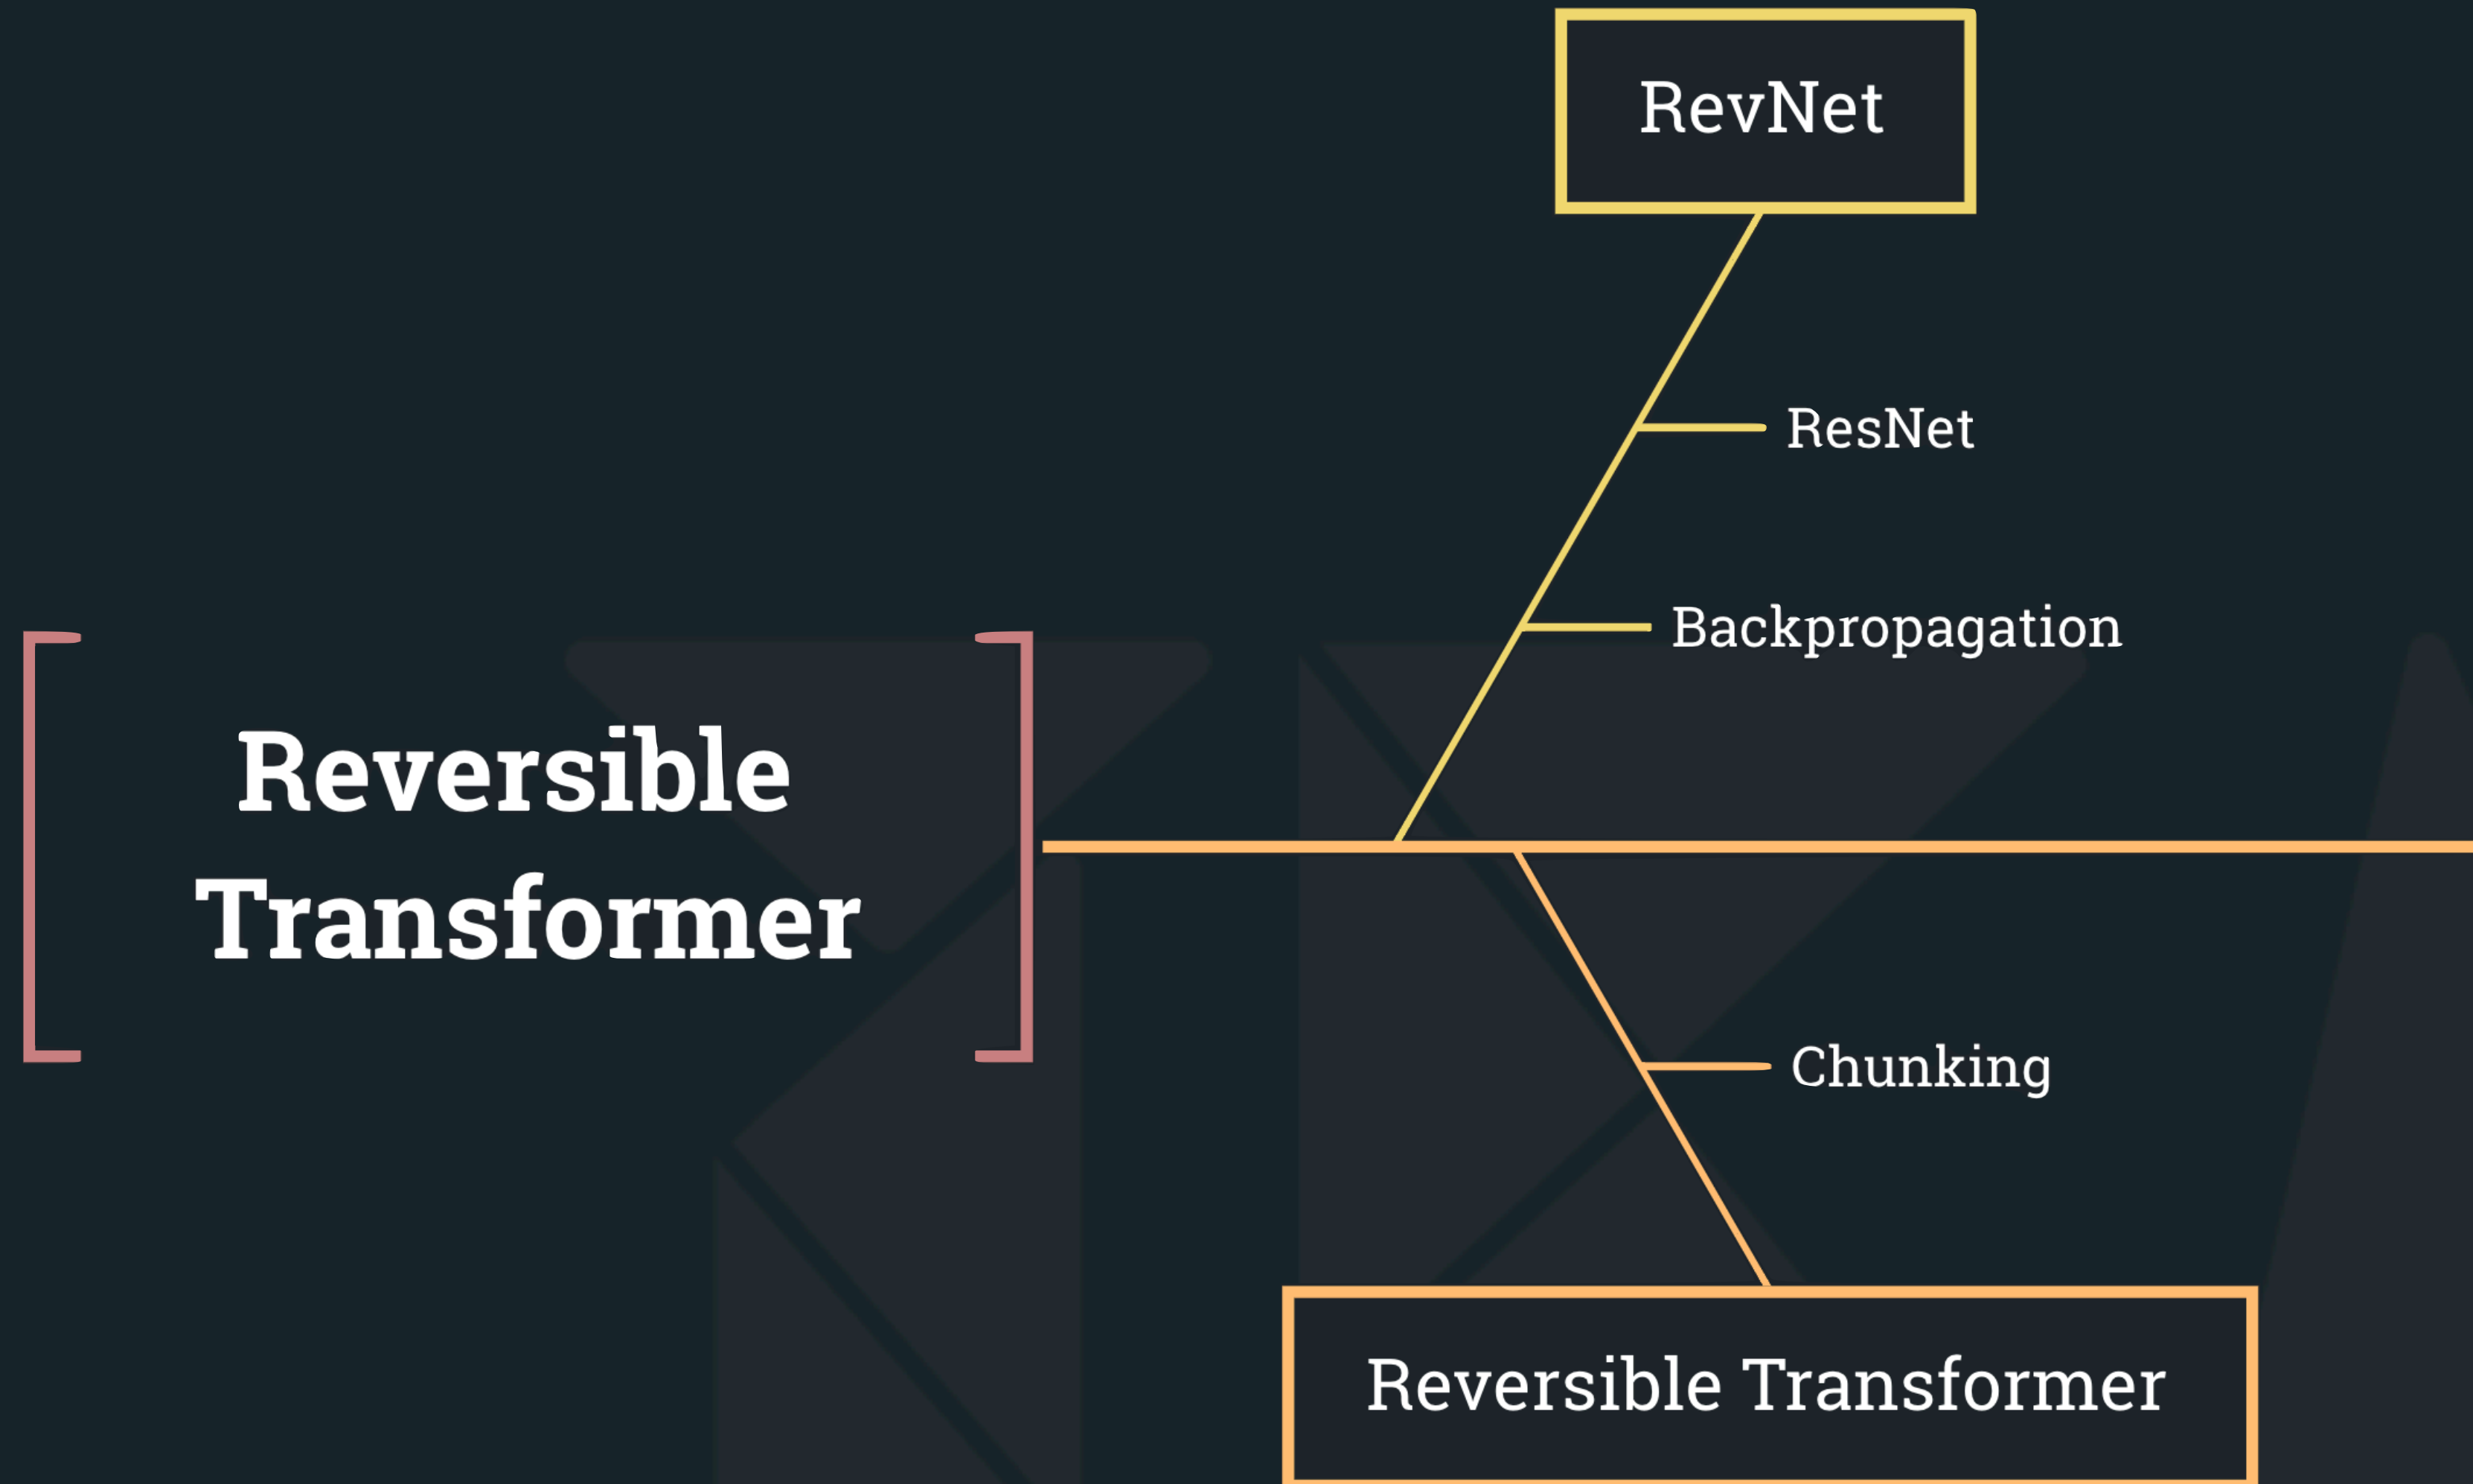 RevNet
ResNet
Backpropagation
Reversible
Transformer
Chunking
Reversible Transformer